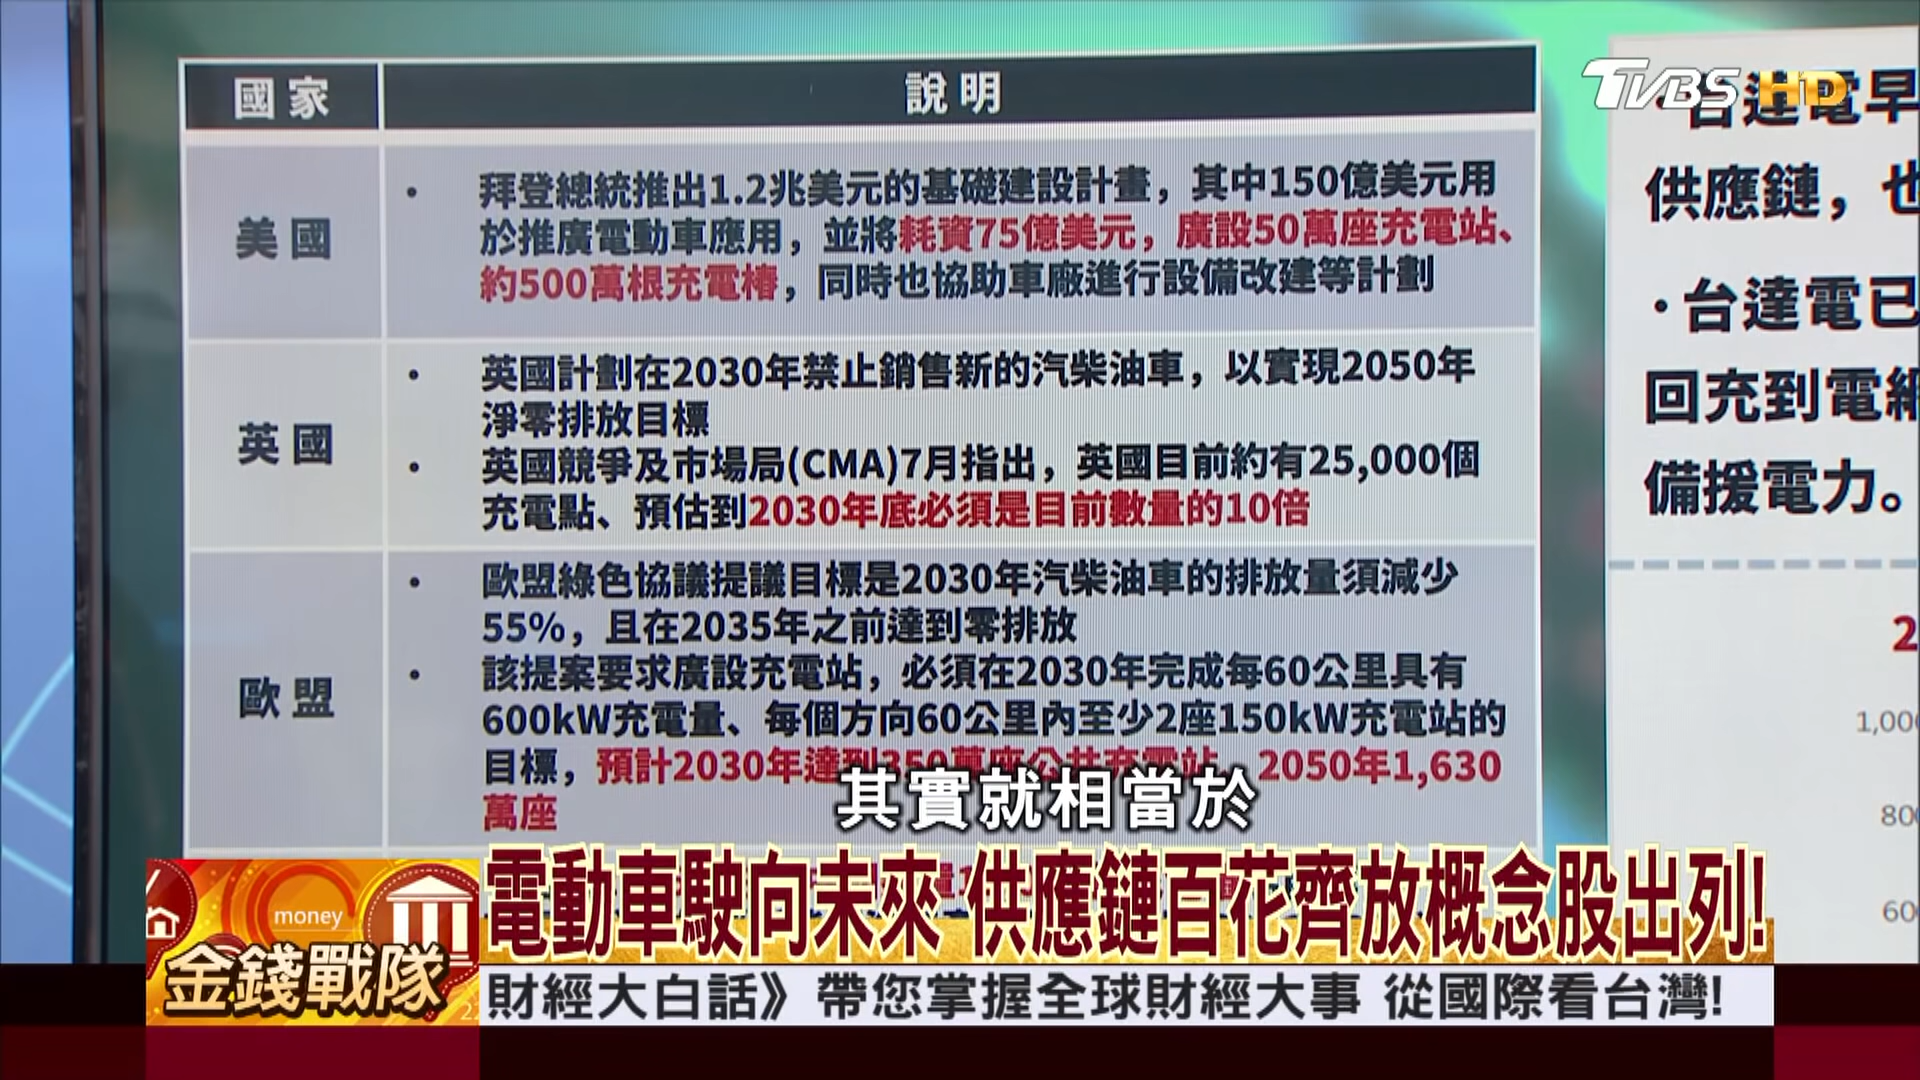 國家 說明
美國
• 拜登總統推出1.2兆美元的基礎建設計畫，其中150億美元用
於推廣電動車應用，並將耗資75億美元，廣設50萬座充電站、
約500萬根充電樁，同時也協助車廠進行設備改建等計劃
英國
• 英國計劃在2030年禁止銷售新的汽柴油車，以實現2050年
淨零排放目標
• 英國競爭及市場局(CMA)7月指出，英國目前約有25,000個
充電點、預估到2030年底必須是目前數量的10倍
歐盟
• 歐盟綠色協議提議目標是2030年汽柴油車的排放量須減少
55%，且在2035年之前達到零排放
• 該提案要求廣設充電站，必須在2030年完成每60公里具有
600kW充電量、每個方向60公里內至少2座150kW充電站的
目標，預計2030年達到350萬座公共充電站，2050年1,630
萬座
TVBS HD
·台達電早
供應鏈，也
·台達電已
回充到電網
備援電力。
2
1,00
80
60
其實就相當於
money
金錢戰隊
電動車駛向未來 供應鏈百花齊放概念股出列!
財經大白話》帶您掌握全球財經大事 從國際看台灣!